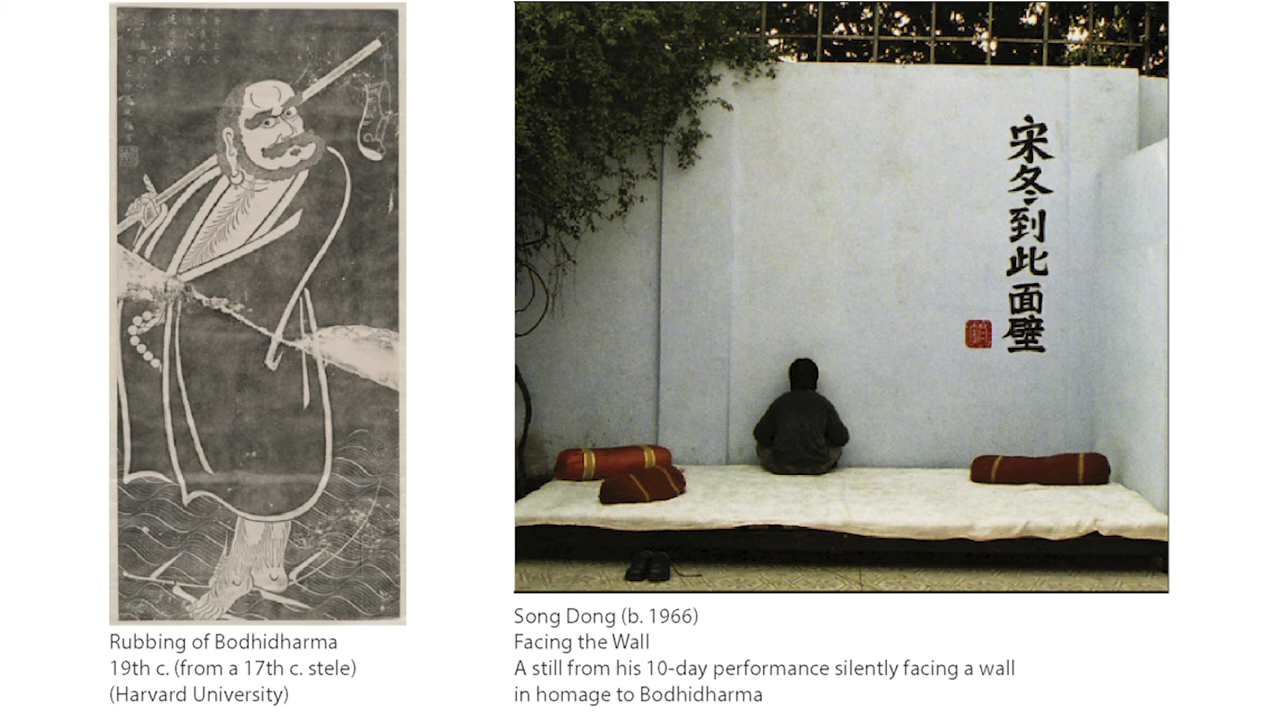 宋冬到此面壁
Rubbing of Bodhidharma
19th c. (from a 17th c. stele)
(Harvard University)
Song Dong (b. 1966)
Facing the Wall
A still from his 10-day performance silently facing a wall
in homage to Bodhidharma